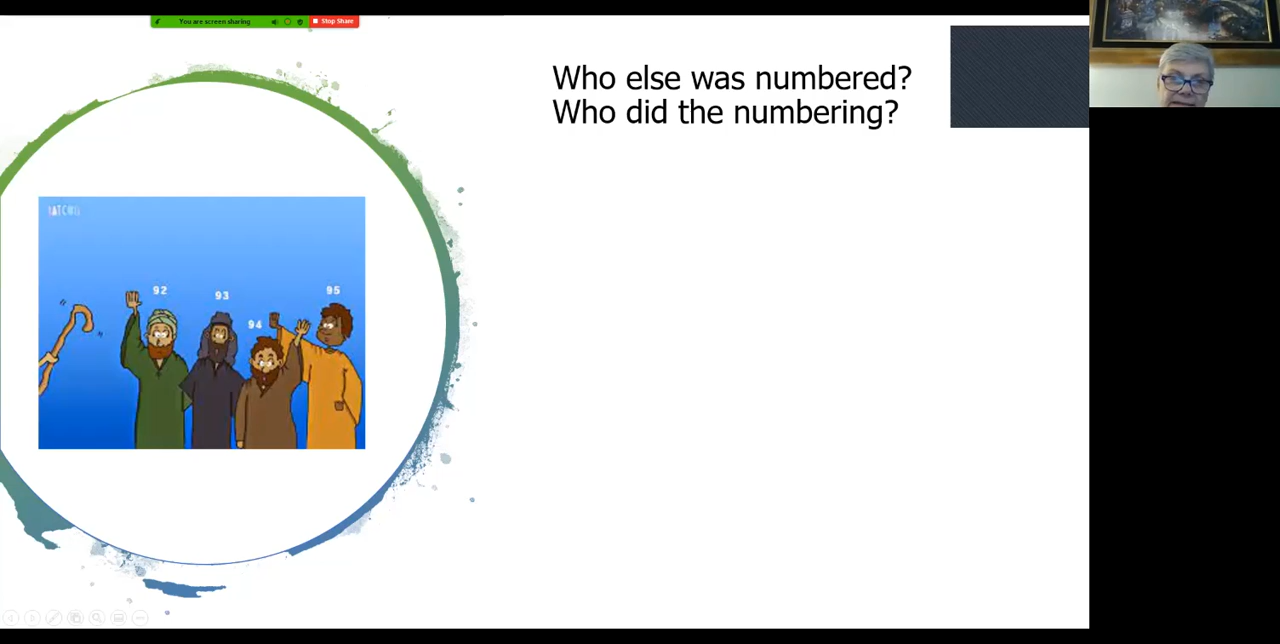 You are screen sharing
Stop Share
Who else was numbered?
Who did the numbering?
92
93
94
95